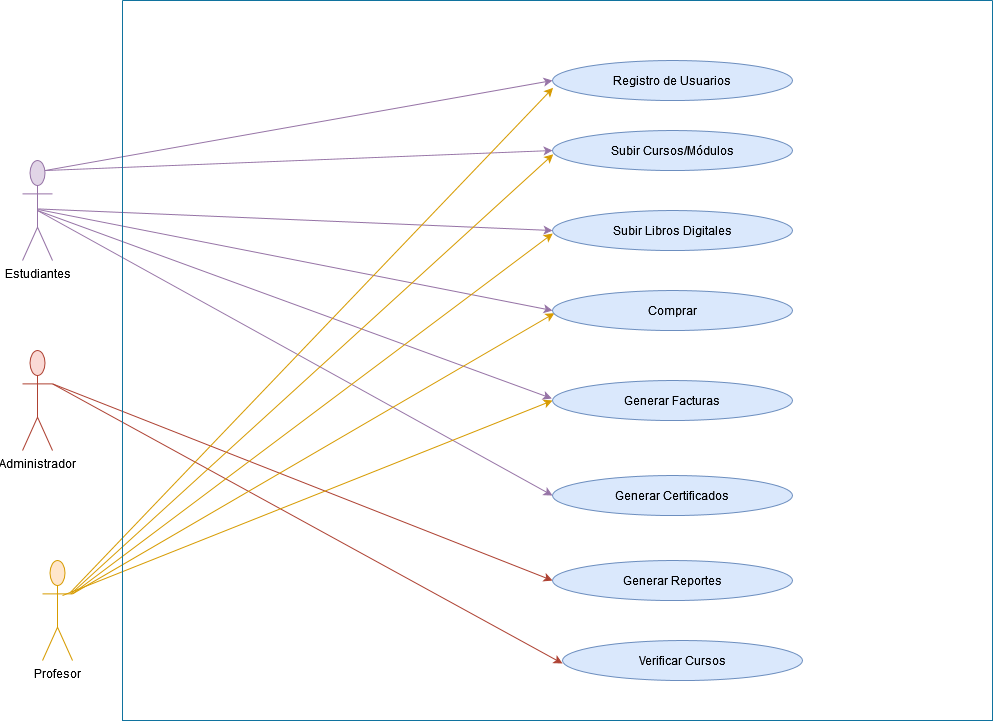 Registro de Usuarios
Subir Cursos/Módulos
Subir Libros Digitales
Estudiantes
Comprar
Generar Facturas
Administrador
Generar Certificados
Generar Reportes
Verificar Cursos
Profesor